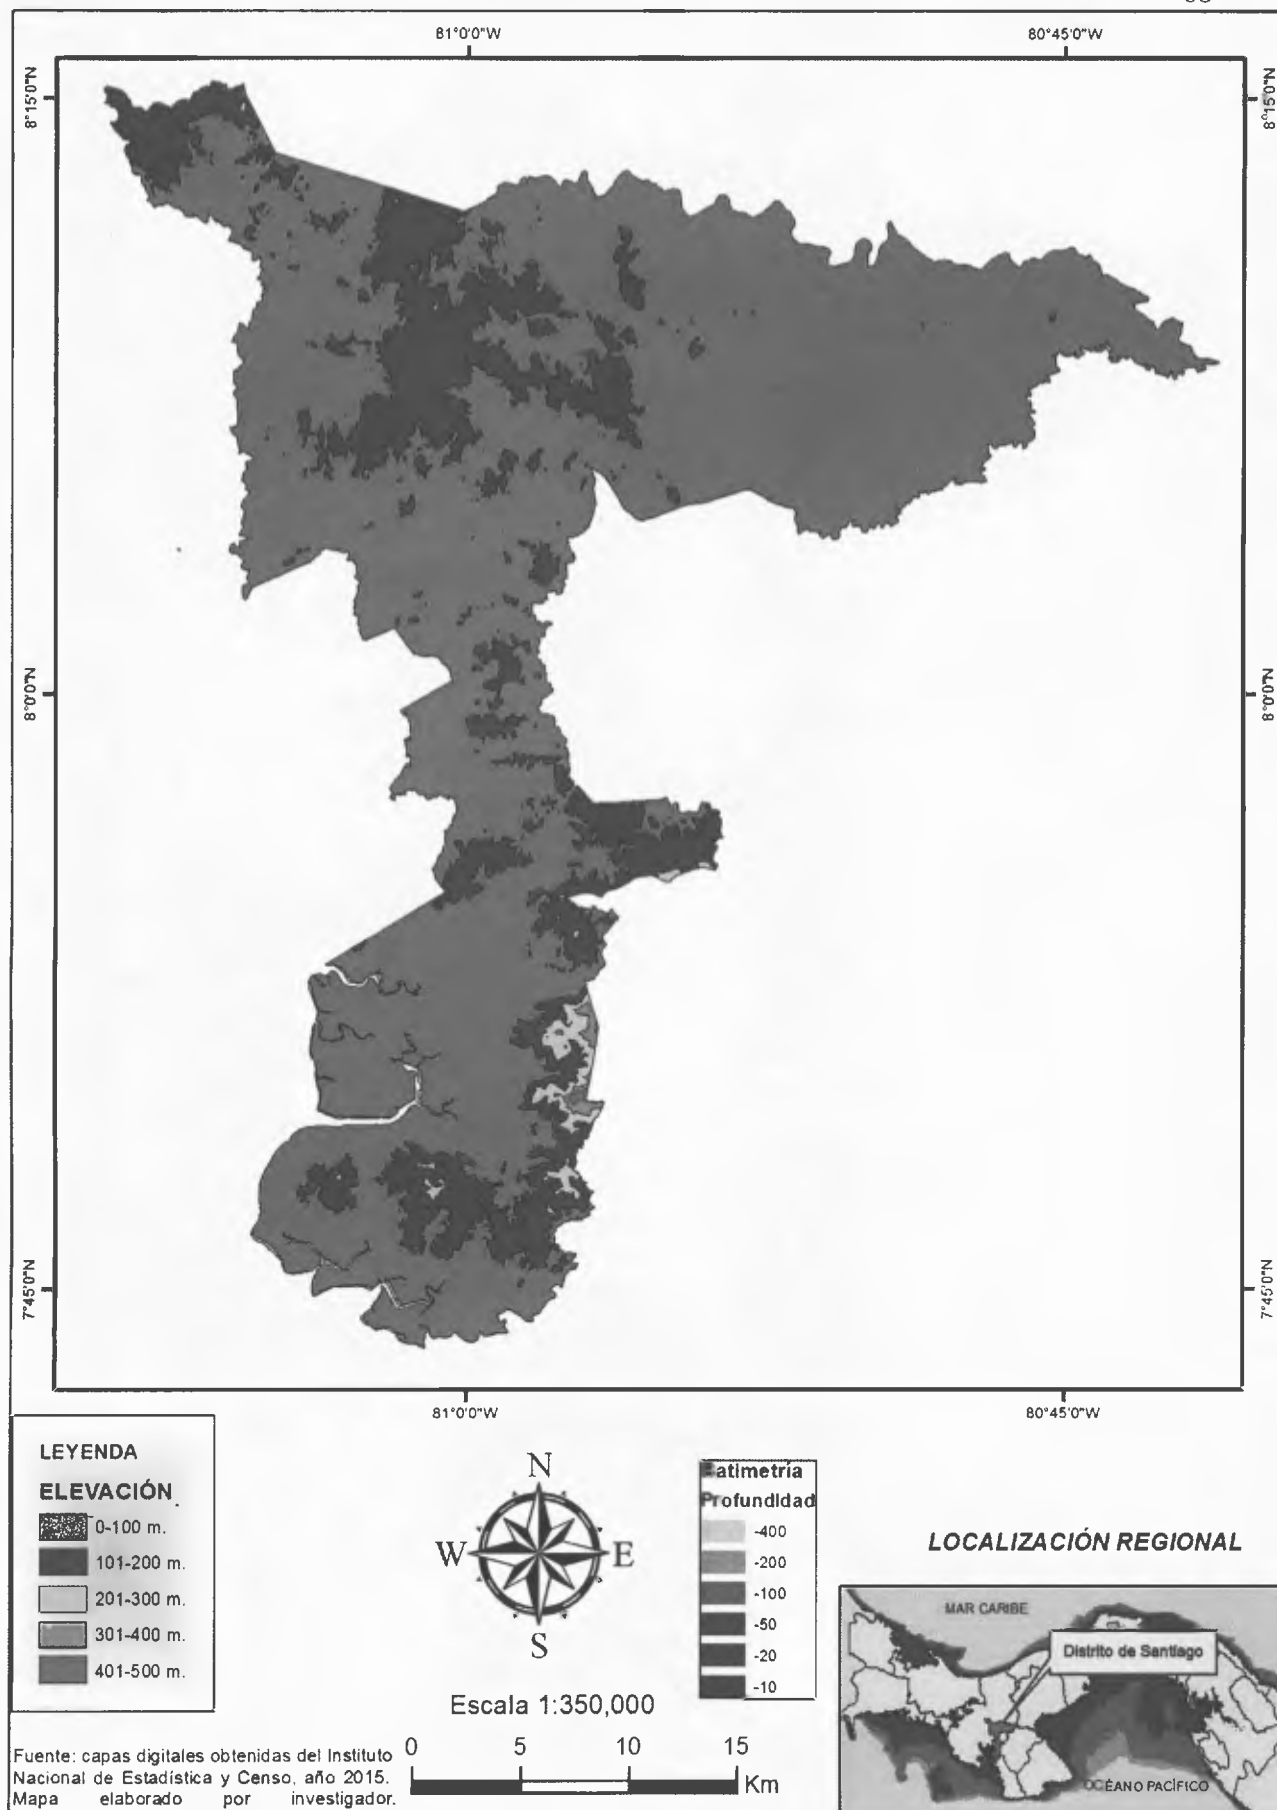 81°0'0"W
80°45'0"W
8°15'0"N
8°15'0"N
8°0'0"N
8°0'0"N
7°45'0"N
7°45'0"N
81°0'0"W
80°45'0"W
LEYENDA
ELEVACIÓN
0-100 m.
101-200 m.
201-300 m.
301-400 m.
401-500 m.
N
W
E
S
Escala 1:350,000
0 5 10 15
Km
Batimetría
Profundidad
-400
-200
-100
-50
-20
-10
LOCALIZACIÓN REGIONAL
MAR CARIBE
Distrito de Santiago
OCÉANO PACÍFICO
Fuente: capas digitales obtenidas del Instituto
Nacional de Estadística y Censo, año 2015.
Mapa elaborado por investigador.